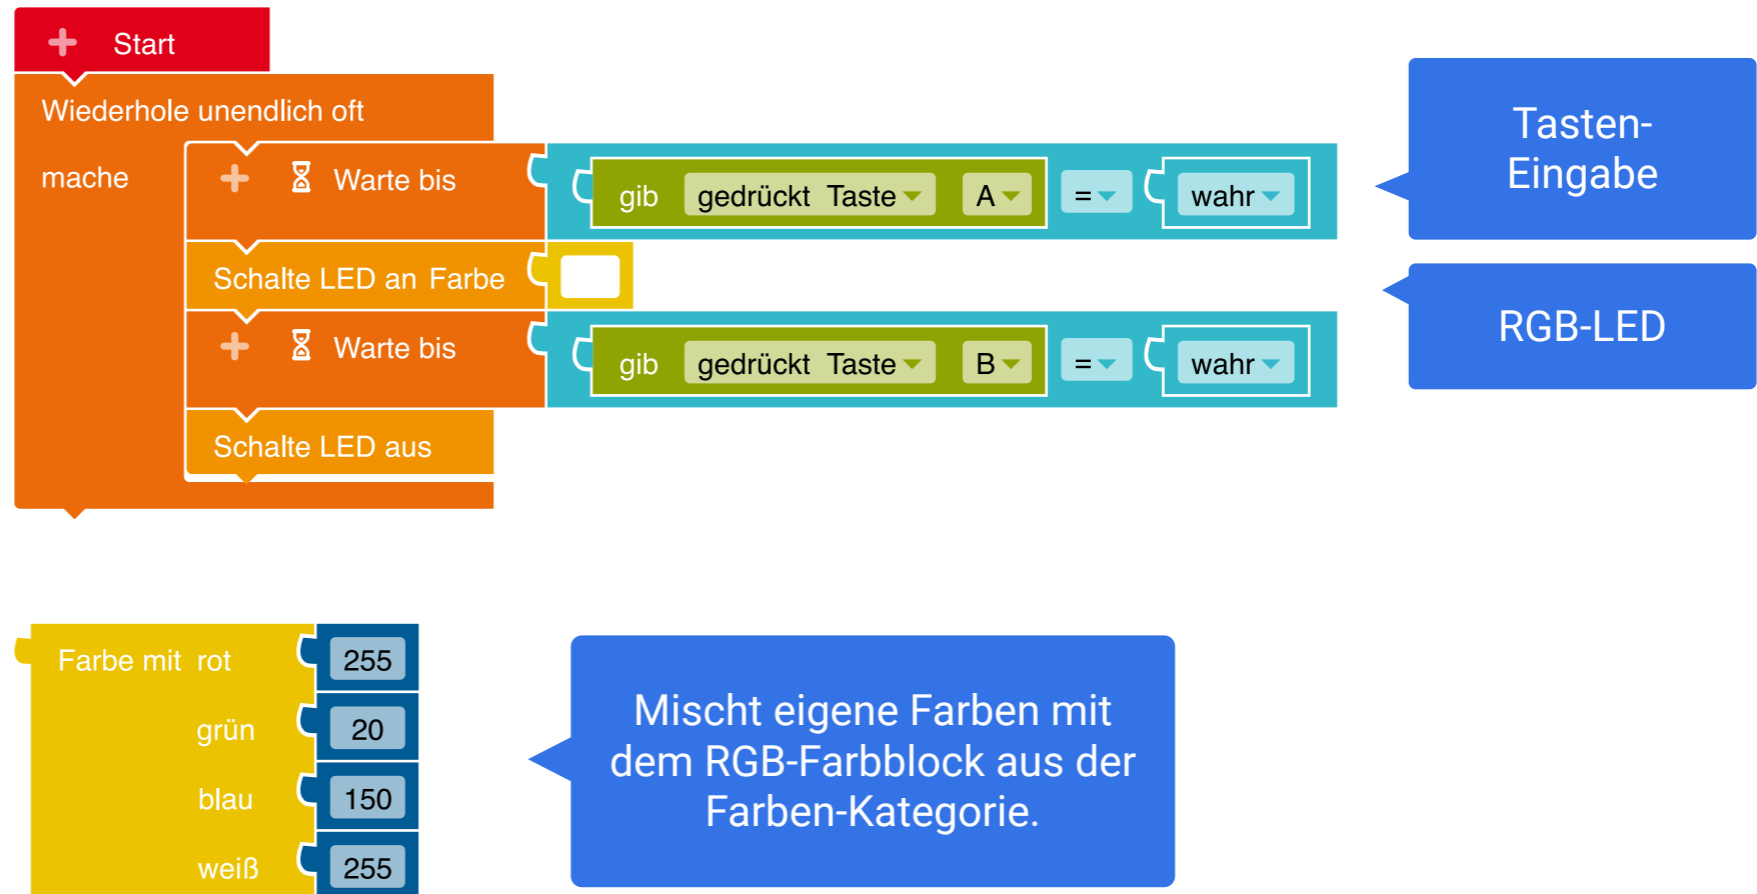 Start
Wiederhole unendlich oft
mache
Warte bis gib gedrückt Taste A = wahr
Schalte LED an Farbe
Warte bis gib gedrückt Taste B = wahr
Schalte LED aus
Tasten-
Eingabe
RGB-LED
Farbe mit rot 255
grün 20
blau 150
weiß 255
Mischt eigene Farben mit
dem RGB-Farbblock aus der
Farben-Kategorie.